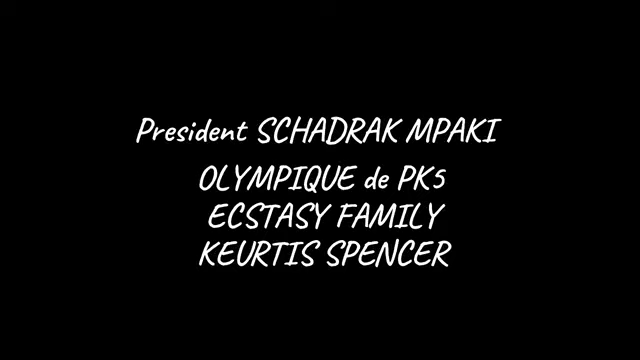 President SCHADRAK MPAKI
OLYMPIQUE de PK5
ECSTASY FAMILY
KEURTIS SPENCER